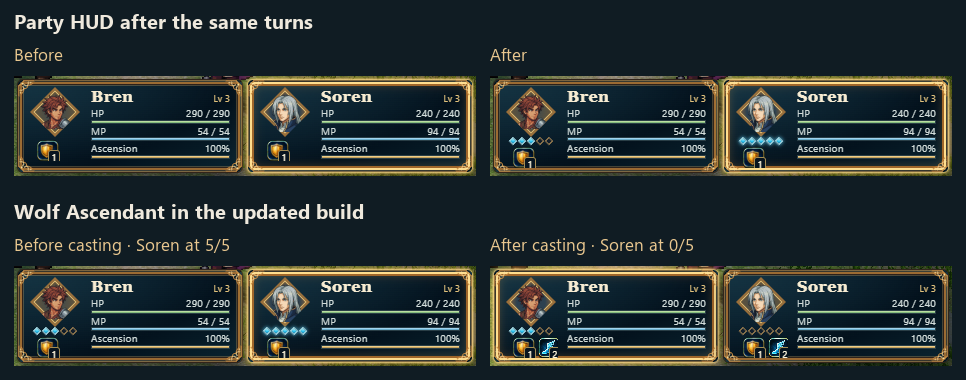 Party HUD after the same turns
Before
After
Bren Lv 3
HP 290 / 290
MP 54 / 54
Ascension 100%
1
Soren Lv 3
HP 240 / 240
MP 94 / 94
Ascension 100%
1
Bren Lv 3
HP 290 / 290
MP 54 / 54
Ascension 100%
1
Soren Lv 3
HP 240 / 240
MP 94 / 94
Ascension 100%
1
Wolf Ascendant in the updated build
Before casting · Soren at 5/5
After casting · Soren at 0/5
Bren Lv 3
HP 290 / 290
MP 54 / 54
Ascension 100%
1
Soren Lv 3
HP 240 / 240
MP 94 / 94
Ascension 100%
1
Bren Lv 3
HP 290 / 290
MP 54 / 54
Ascension 100%
1 2
Soren Lv 3
HP 240 / 240
MP 94 / 94
Ascension 100%
1 2